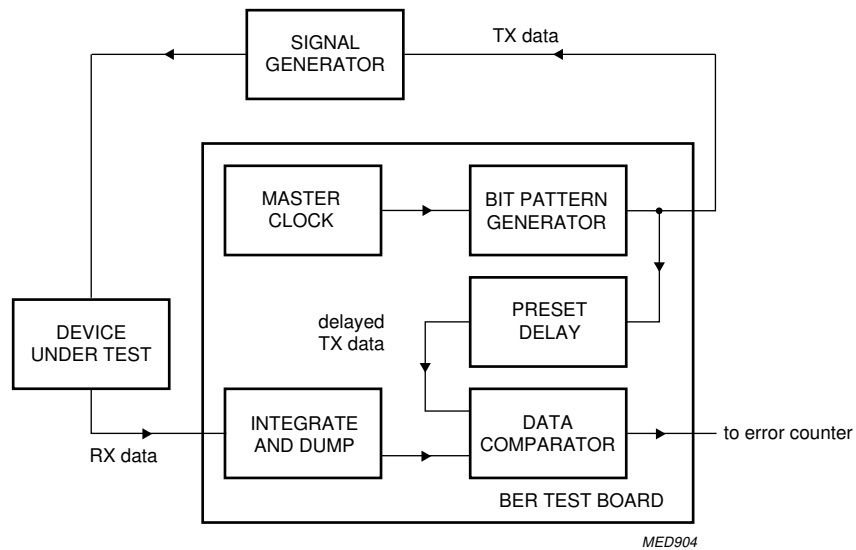 SIGNAL
GENERATOR
TX data
MASTER
CLOCK
BIT PATTERN
GENERATOR
DEVICE
UNDER TEST
delayed
TX data
PRESET
DELAY
INTEGRATE
AND DUMP
DATA
COMPARATOR
RX data
to error counter
BER TEST BOARD
MED904